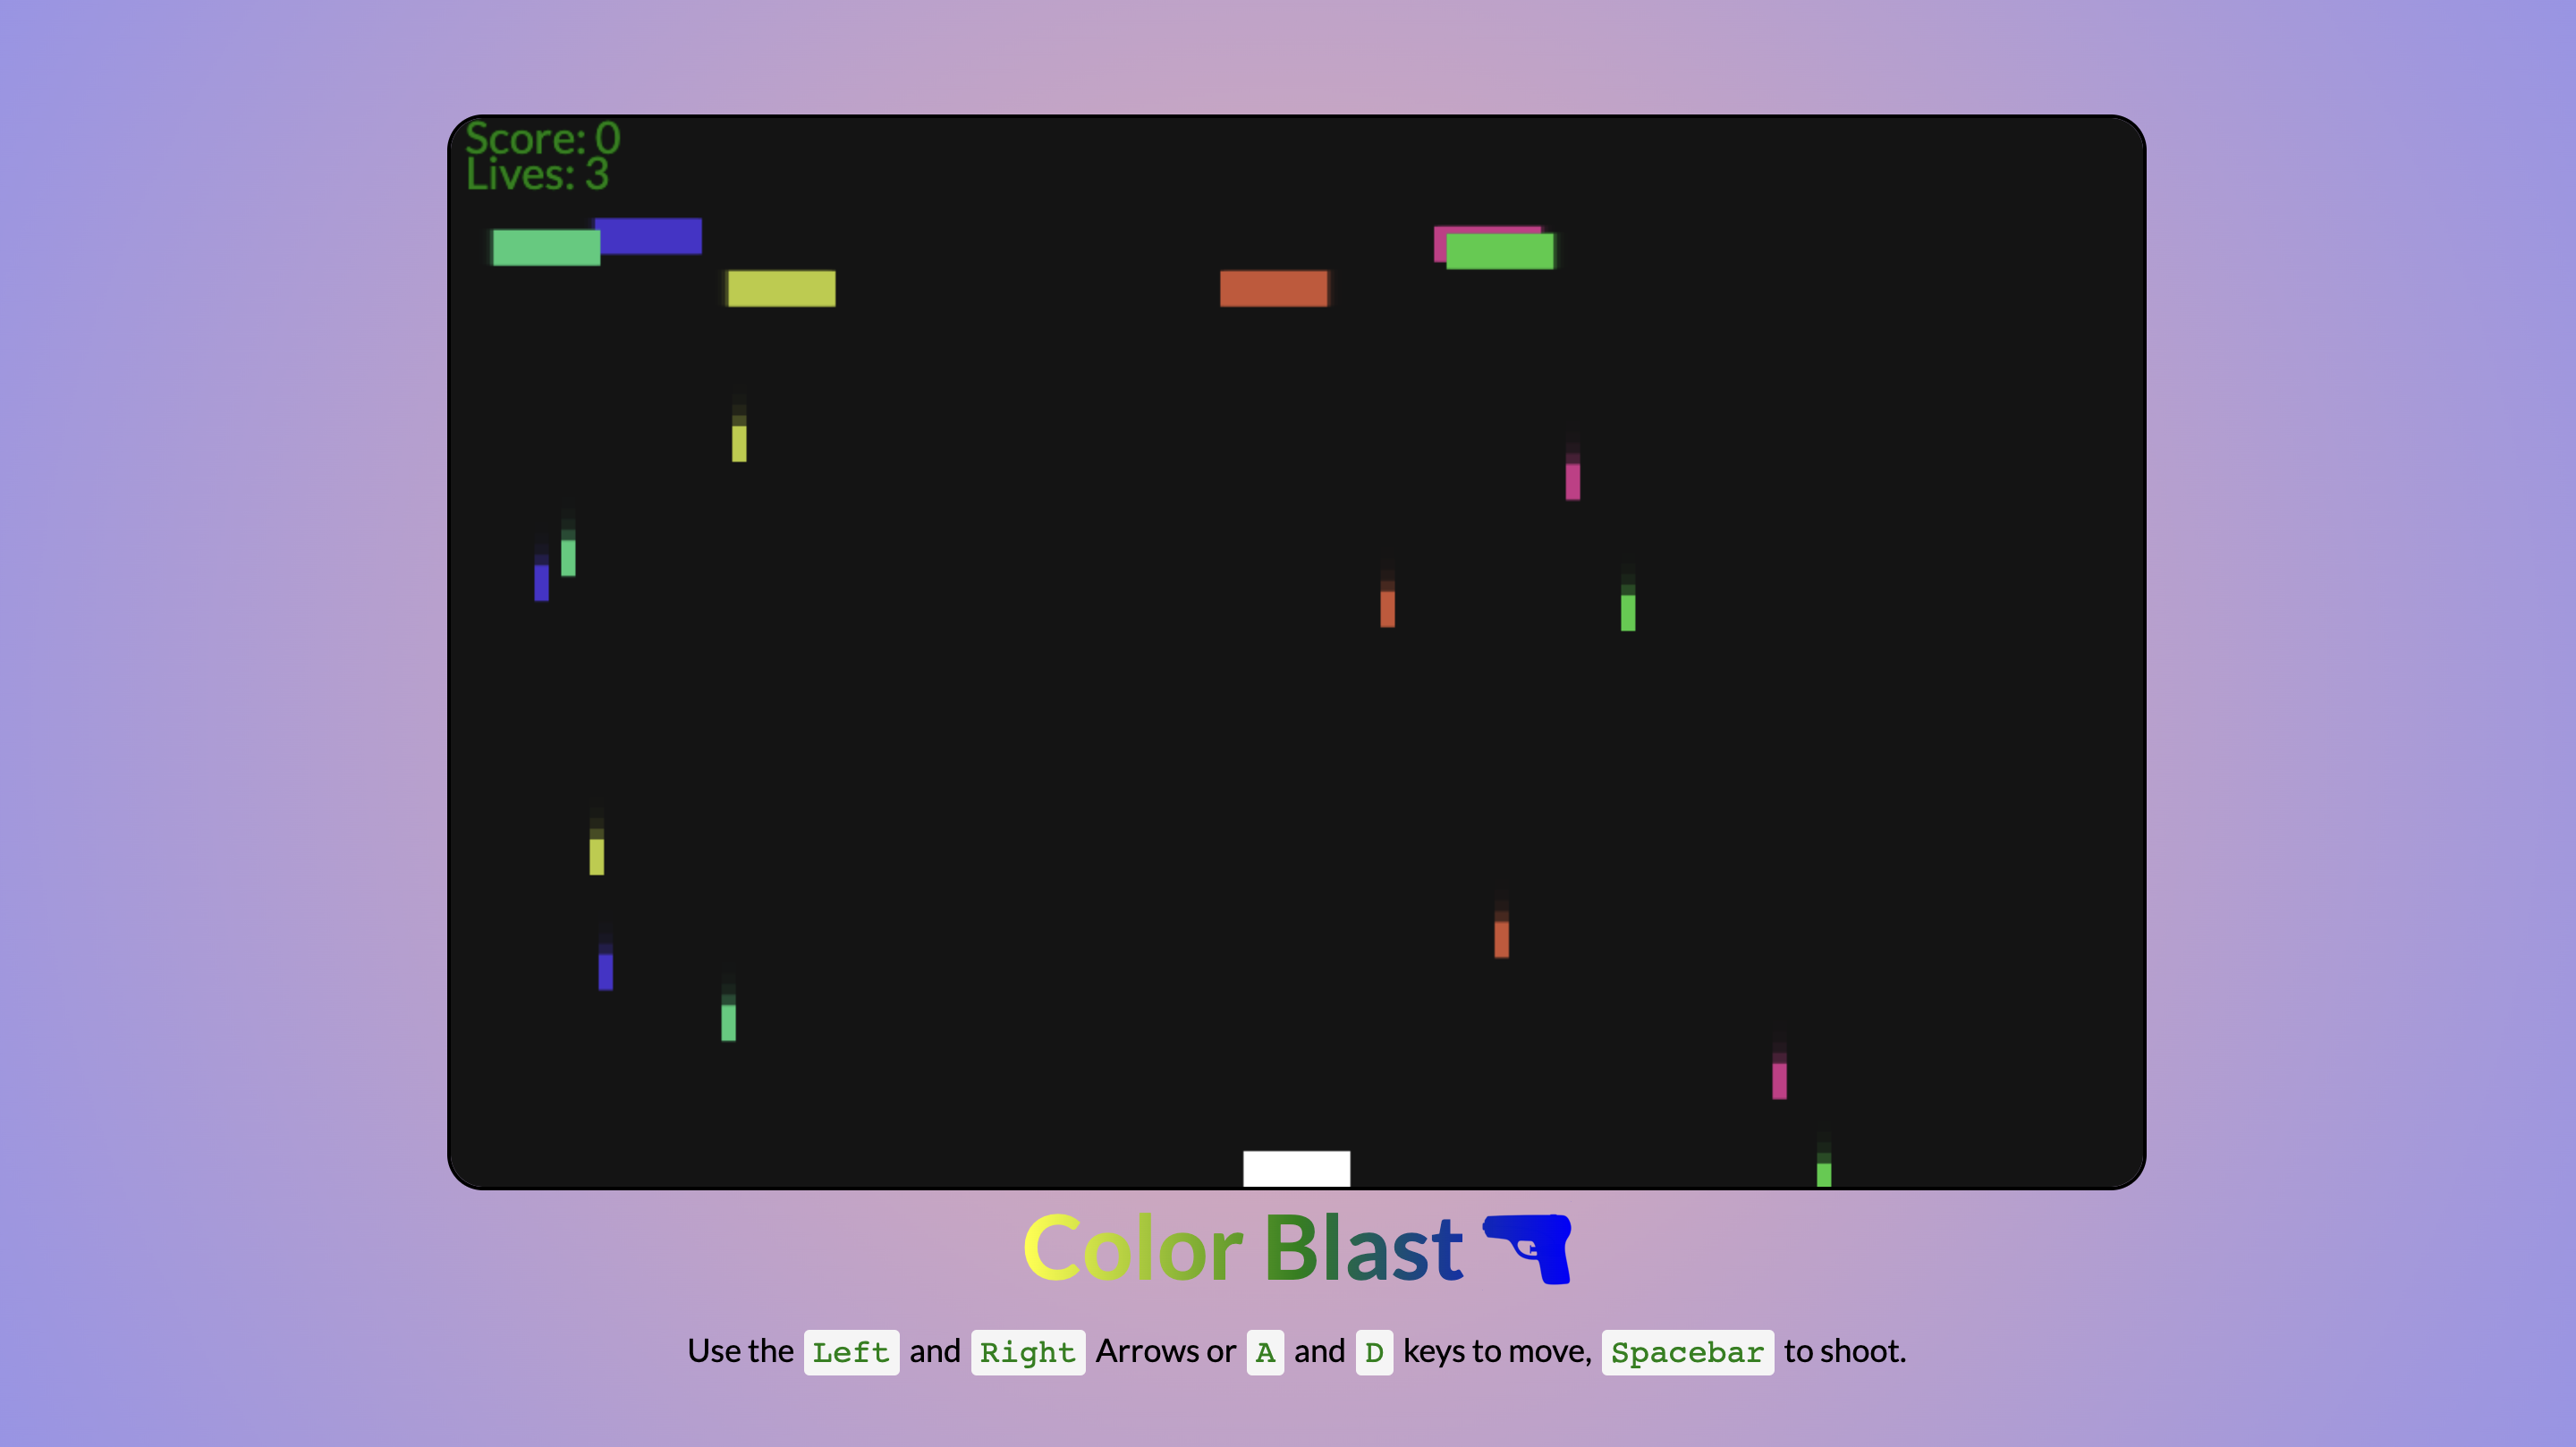 Score: 0
Lives: 3
Color Blast
Use the Left and Right Arrows or A and D keys to move, Spacebar to shoot.